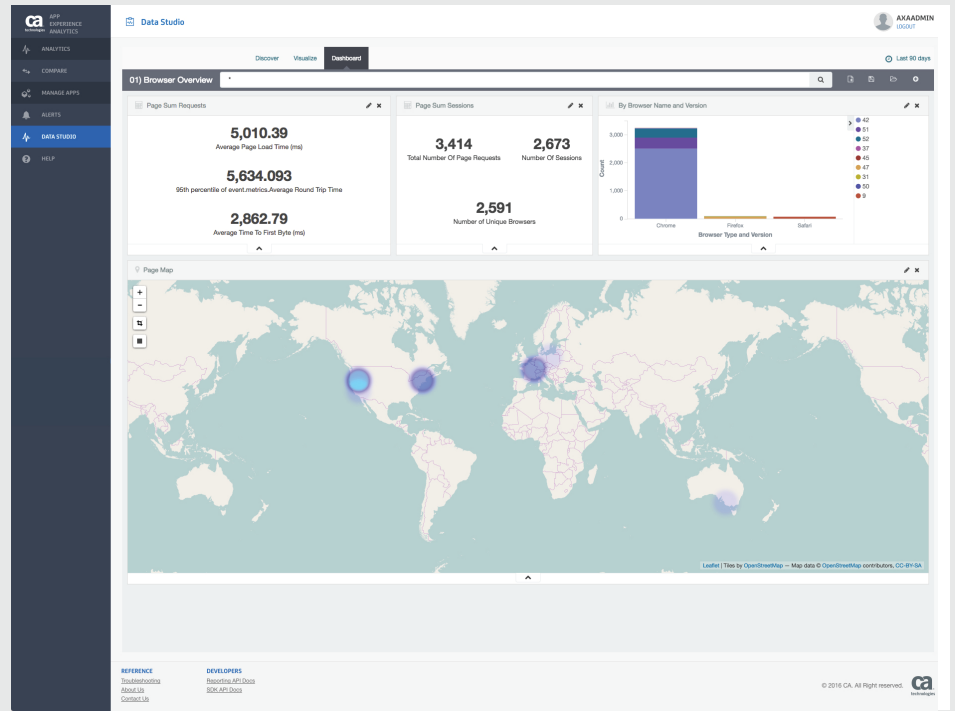 ca
technologies
APP
EXPERIENCE
ANALYTICS
ANALYTICS
COMPARE
MANAGE APPS
ALERTS
DATA STUDIO
HELP
Data Studio
AXAADMIN
LOGOUT
Discover Visualize Dashboard
Last 90 days
01) Browser Overview *
Page Sum Requests
5,010.39
Average Page Load Time (ms)
5,634.093
95th percentile of event.metrics.Average Round Trip Time
2,862.79
Average Time To First Byte (ms)
Page Sum Sessions
3,414
Total Number Of Page Requests
2,673
Number Of Sessions
2,591
Number of Unique Browsers
By Browser Name and Version
Count
3,000
2,000
1,000
0
Chrome Firefox Safari
Browser Type and Version
42
51
52
37
45
47
31
50
9
Page Map
+
−
Leaflet | Tiles by OpenStreetMap — Map data © OpenStreetMap contributors, CC-BY-SA
REFERENCE
Troubleshooting
About Us
Contact Us
DEVELOPERS
Reporting API Docs
SDK API Docs
© 2016 CA. All Right reserved.
ca
technologies